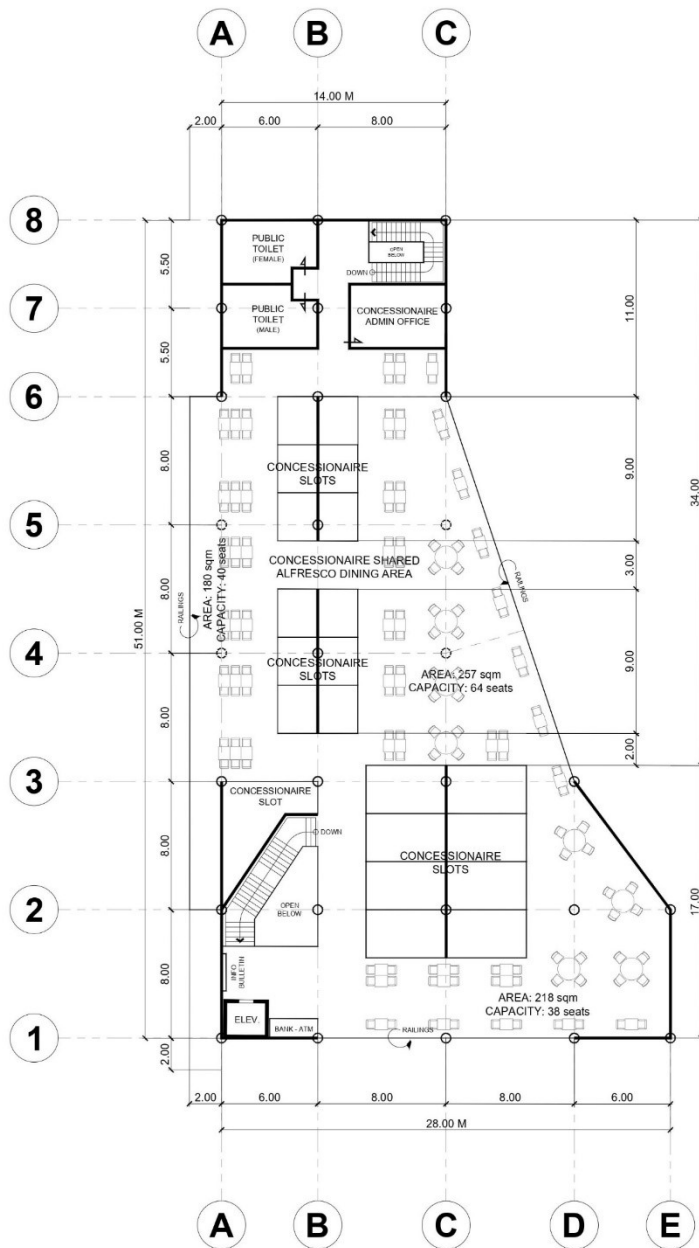 A
B
C
14.00 M
2.00
6.00
8.00
8
PUBLIC
TOILET
(FEMALE)
OPEN
BELOW
DOWN
5.50
7
PUBLIC
TOILET
(MALE)
CONCESSIONAIRE
ADMIN OFFICE
11.00
5.50
6
8.00
CONCESSIONAIRE
SLOTS
9.00
34.00
5
CONCESSIONAIRE SHARED
ALFRESCO DINING AREA
3.00
RAILINGS
AREA: 180 sqm
CAPACITY: 40 seats
RAILINGS
8.00
51.00 M
4
CONCESSIONAIRE
SLOTS
AREA: 257 sqm
CAPACITY: 64 seats
9.00
8.00
2.00
3
CONCESSIONAIRE
SLOT
DOWN
8.00
CONCESSIONAIRE
SLOTS
2
OPEN
BELOW
17.00
INFO
BULLETIN
8.00
AREA: 218 sqm
CAPACITY: 38 seats
ELEV.
BANK - ATM
RAILINGS
1
2.00
2.00
6.00
8.00
8.00
6.00
28.00 M
A
B
C
D
E